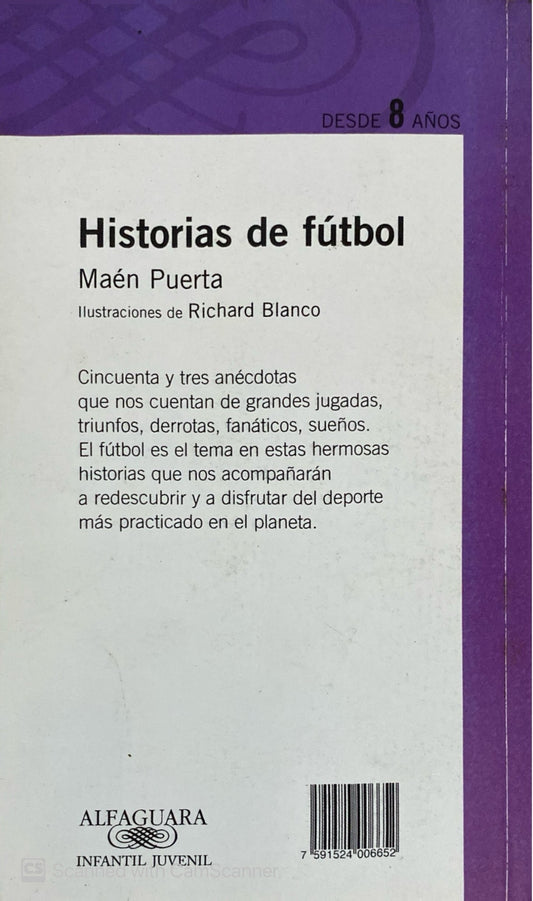 DESDE 8 AÑOS
Historias de fútbol
Maén Puerta
Ilustraciones de Richard Blanco
Cincuenta y tres anécdotas
que nos cuentan de grandes jugadas,
triunfos, derrotas, fanáticos, sueños.
El fútbol es el tema en estas hermosas
historias que nos acompañarán
a redescubrir y a disfrutar del deporte
más practicado en el planeta.
ALFAGUARA
INFANTIL JUVENIL
7 591524 006652
CS Scanned with CamScanner